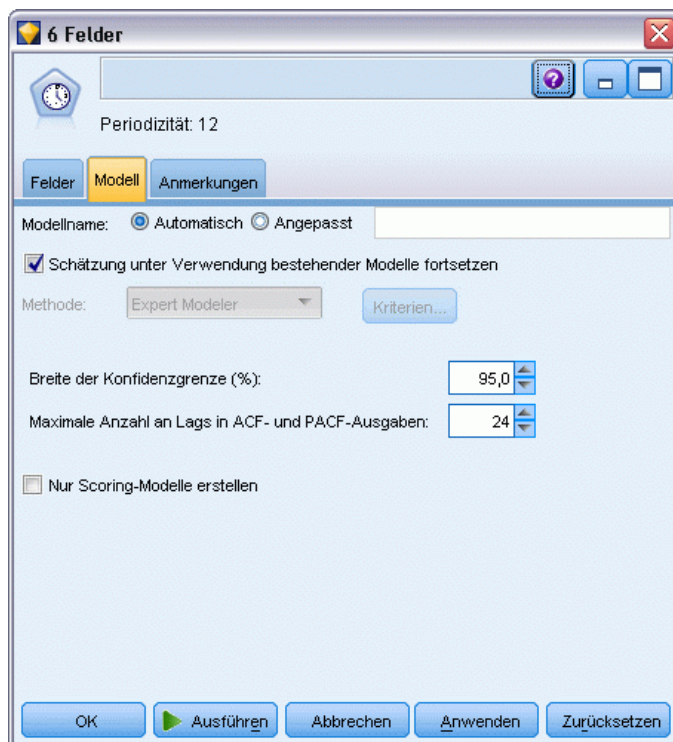 6 Felder
Periodizität: 12
Felder Modell Anmerkungen
Modellname: Automatisch Angepasst
Schätzung unter Verwendung bestehender Modelle fortsetzen
Methode: Expert Modeler Kriterien...
Breite der Konfidenzgrenze (%): 95,0
Maximale Anzahl an Lags in ACF- und PACF-Ausgaben: 24
Nur Scoring-Modelle erstellen
OK Ausführen Abbrechen Anwenden Zurücksetzen